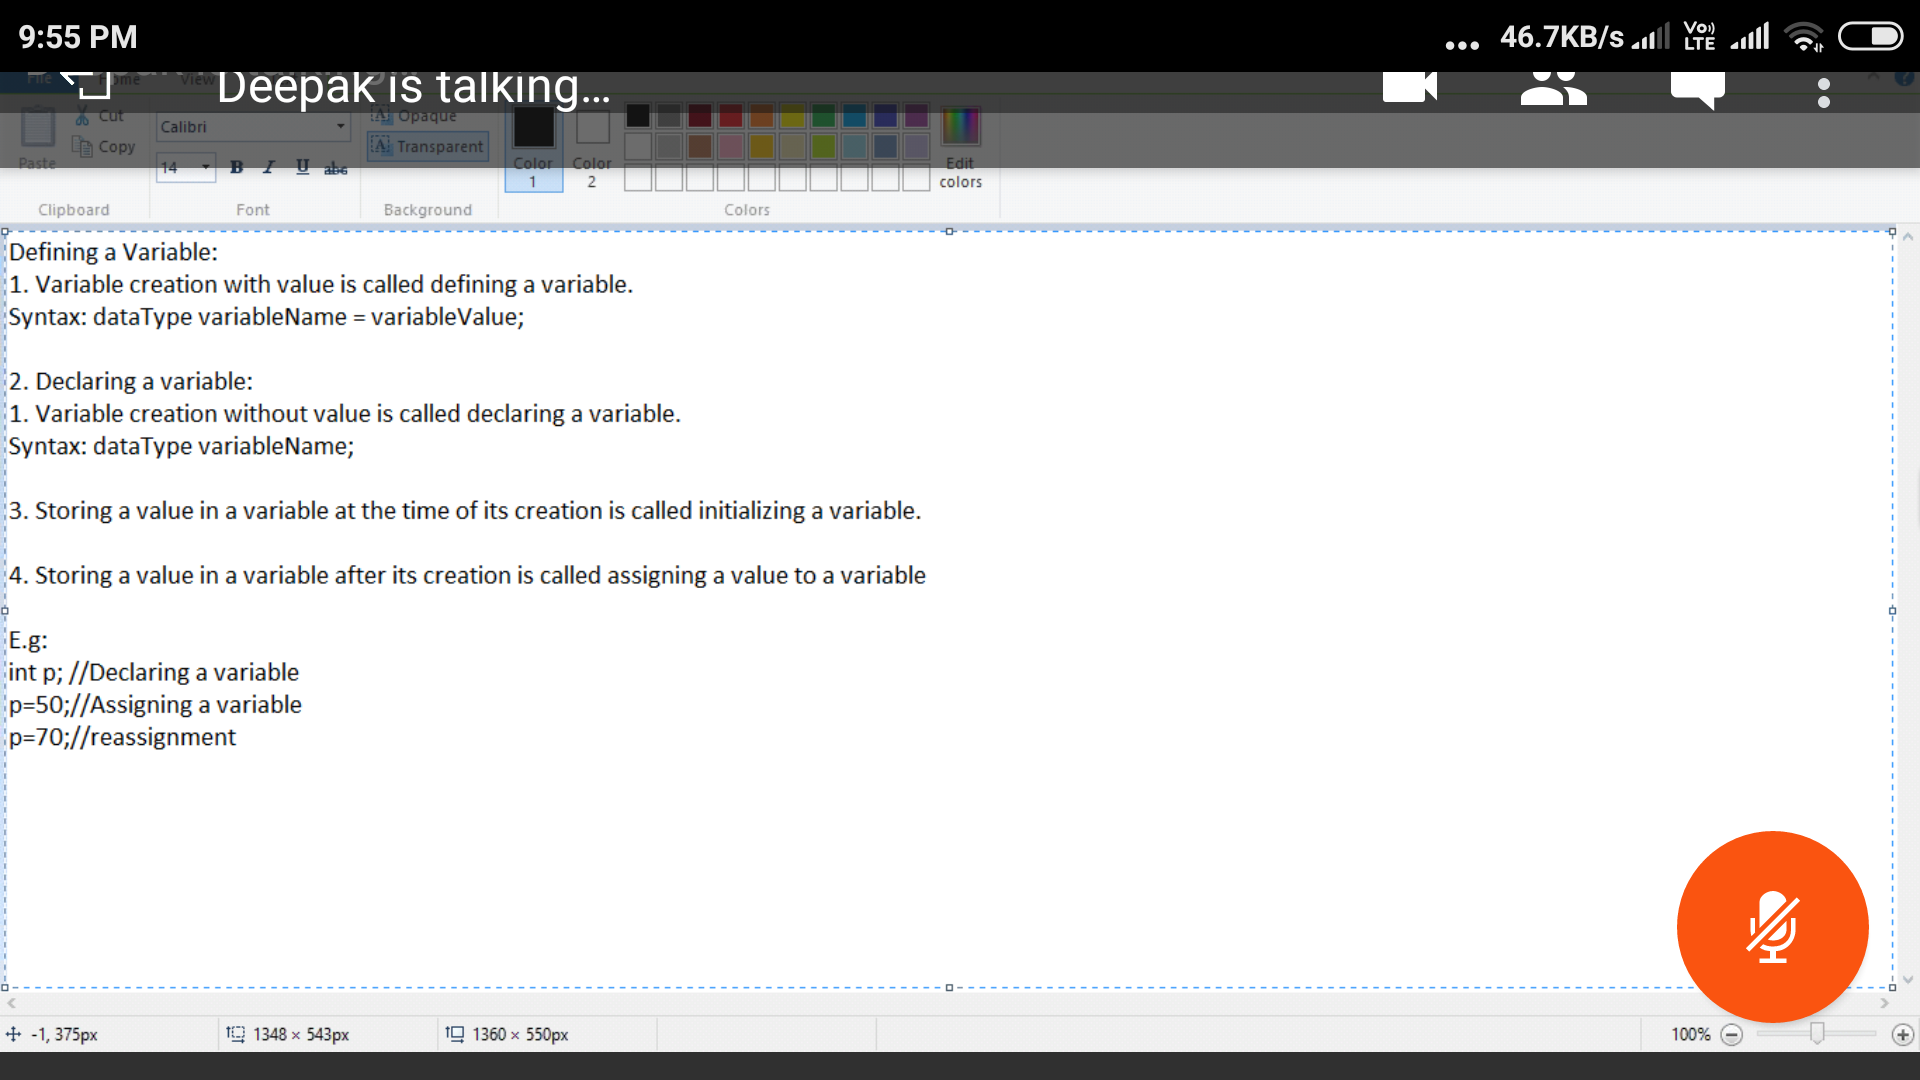 9:55 PM
46.7KB/s
Vo)) LTE
File
Home
View
Deepak is talking...
Cut
Copy
Paste
Clipboard
Calibri
14
B I U abc
Font
Opaque
Transparent
Background
Color 1
Color 2
Edit colors
Colors
Defining a Variable:
1. Variable creation with value is called defining a variable.
Syntax: dataType variableName = variableValue;
2. Declaring a variable:
1. Variable creation without value is called declaring a variable.
Syntax: dataType variableName;
3. Storing a value in a variable at the time of its creation is called initializing a variable.
4. Storing a value in a variable after its creation is called assigning a value to a variable
E.g:
int p; //Declaring a variable
p=50;//Assigning a variable
p=70;//reassignment
-1, 375px
1348 × 543px
1360 × 550px
100%